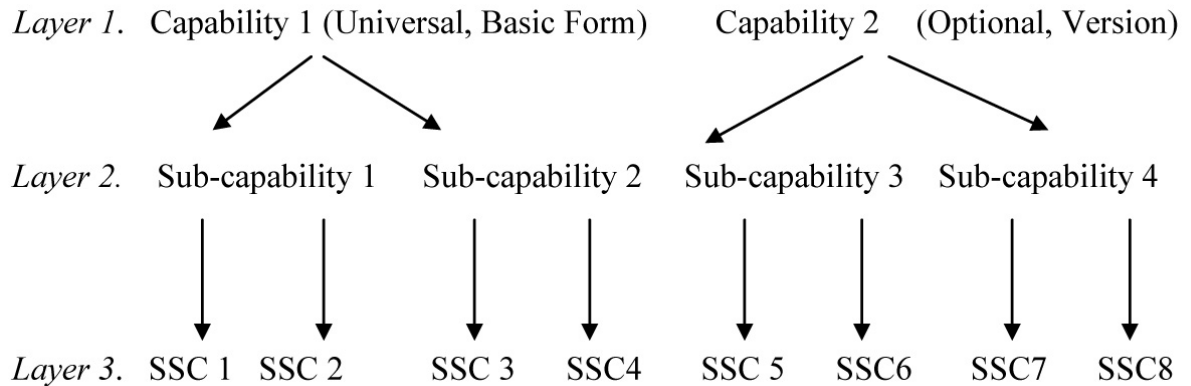 Layer 1. Capability 1 (Universal, Basic Form) Capability 2 (Optional, Version)
Layer 2. Sub-capability 1 Sub-capability 2 Sub-capability 3 Sub-capability 4
Layer 3. SSC 1 SSC 2 SSC 3 SSC4 SSC 5 SSC6 SSC7 SSC8